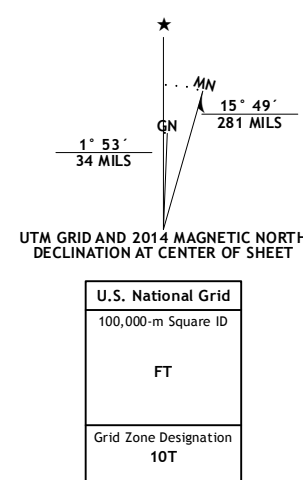 ★
MN
GN
15° 49´
281 MILS
1° 53´
34 MILS
UTM GRID AND 2014 MAGNETIC NORTH
DECLINATION AT CENTER OF SHEET
U.S. National Grid
100,000-m Square ID
FT
Grid Zone Designation
10T